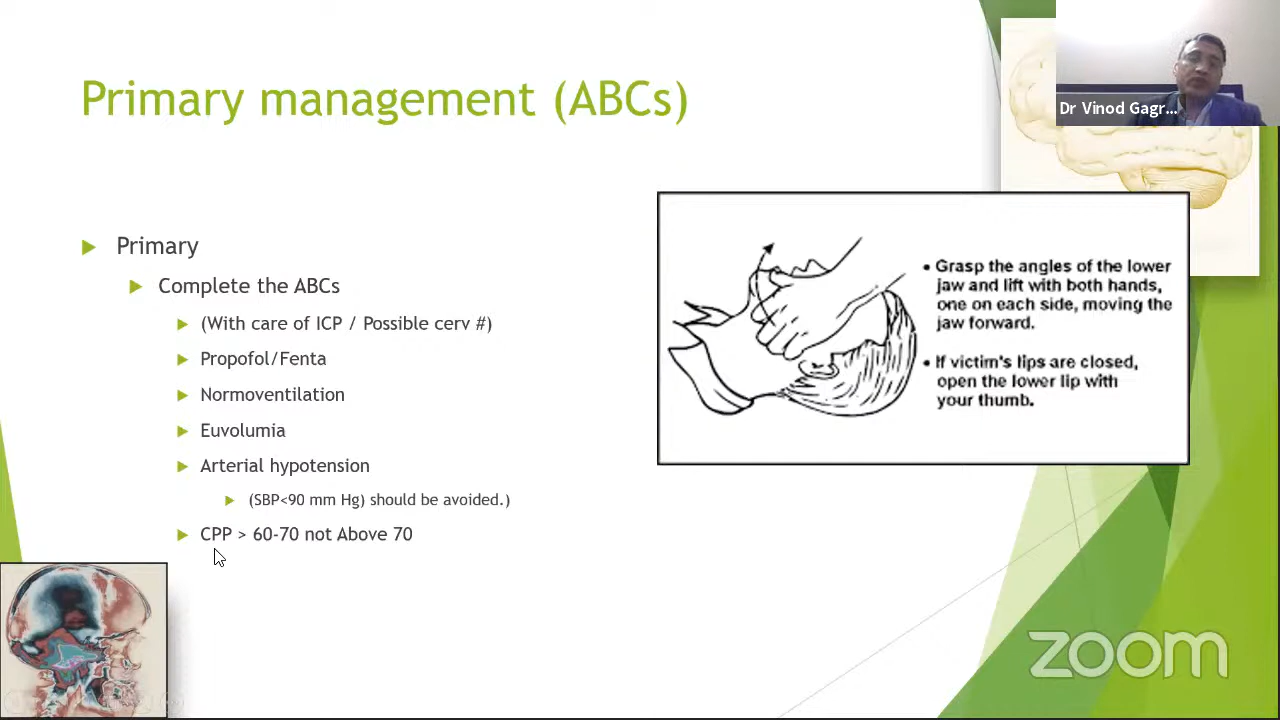 Primary management (ABCs)
Dr Vinod Gagr...
Primary
Complete the ABCs
(With care of ICP / Possible cerv #)
Propofol/Fenta
Normoventilation
Euvolumia
Arterial hypotension
(SBP<90 mm Hg) should be avoided.)
CPP > 60-70 not Above 70
• Grasp the angles of the lower
jaw and lift with both hands,
one on each side, moving the
jaw forward.
• If victim's lips are closed,
open the lower lip with
your thumb.
zoom